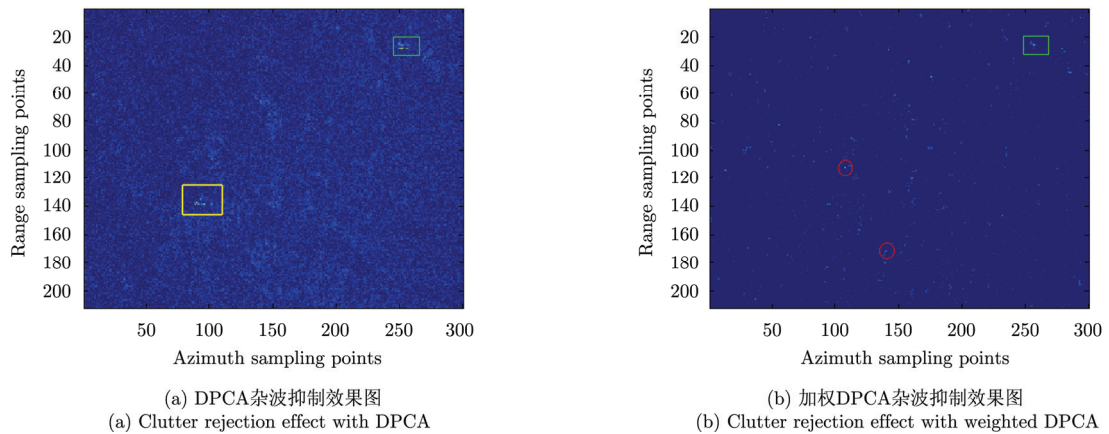 20
40
60
80
100
120
140
160
180
200
Range sampling points
50 100 150 200 250 300
Azimuth sampling points
(a) DPCA杂波抑制效果图
(a) Clutter rejection effect with DPCA
20
40
60
80
100
120
140
160
180
200
Range sampling points
50 100 150 200 250 300
Azimuth sampling points
(b) 加权DPCA杂波抑制效果图
(b) Clutter rejection effect with weighted DPCA